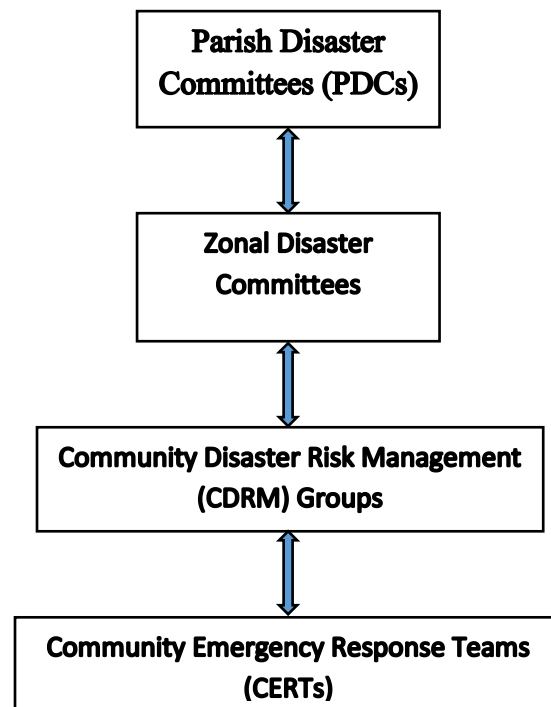 Parish Disaster
Committees (PDCs)
Zonal Disaster
Committees
Community Disaster Risk Management
(CDRM) Groups
Community Emergency Response Teams
(CERTs)